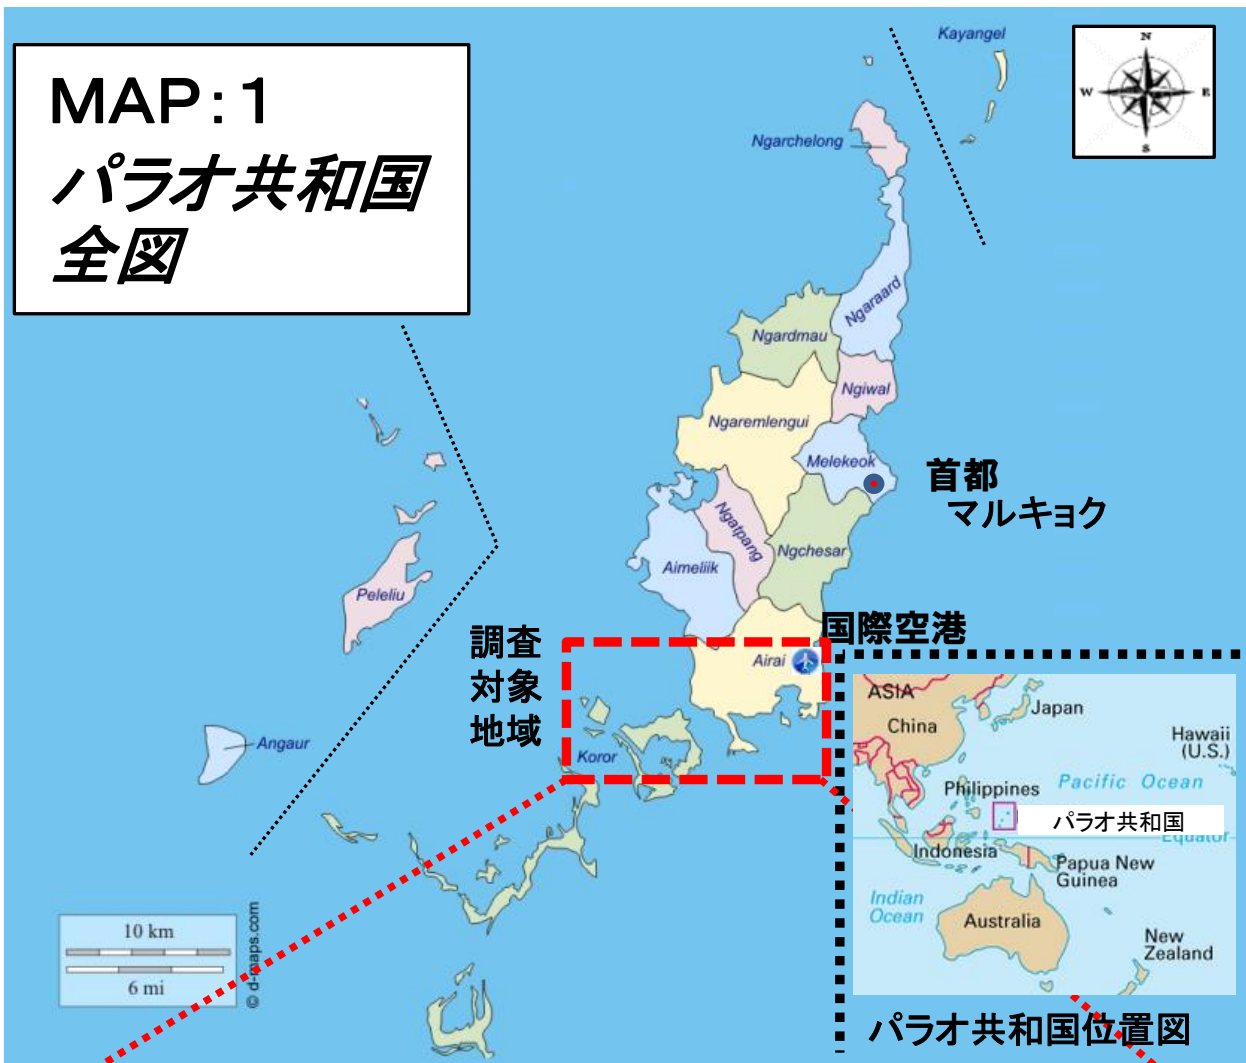 MAP:1
パラオ共和国
全図
Kayangel
N
W
E
S
Ngarchelong
Ngaraard
Ngardmau
Ngiwal
Ngaremlengui
Melekeok
首都
マルキョク
Ngatpang
Ngchesar
Aimeliik
Peleliu
国際空港
調査
対象
地域
Airai
Koror
Angaur
10 km
6 mi
© d-maps.com
ASIA
China
Japan
Hawaii
(U.S.)
Pacific Ocean
Philippines
パラオ共和国
Equator
Indonesia
Papua New
Guinea
Indian
Ocean
Australia
New
Zealand
パラオ共和国位置図